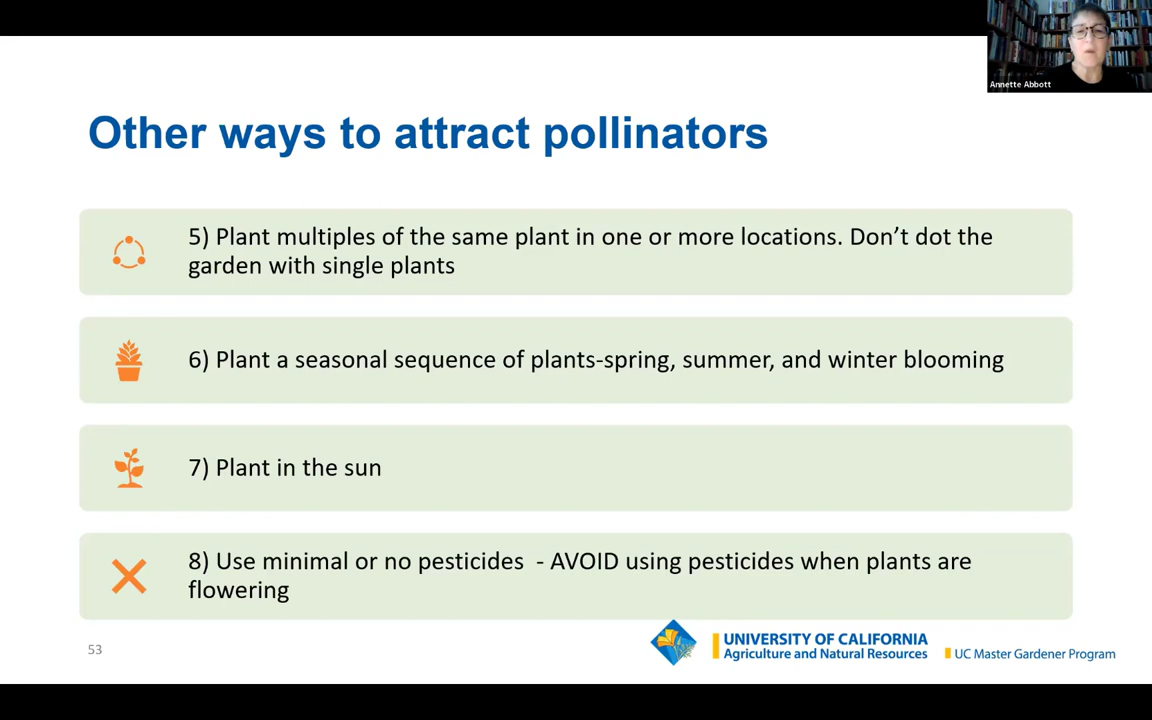 Annette Abbott
Other ways to attract pollinators
5) Plant multiples of the same plant in one or more locations. Don’t dot the
garden with single plants
6) Plant a seasonal sequence of plants-spring, summer, and winter blooming
7) Plant in the sun
8) Use minimal or no pesticides  - AVOID using pesticides when plants are
flowering
53
UNIVERSITY OF CALIFORNIA
Agriculture and Natural Resources
UC Master Gardener Program